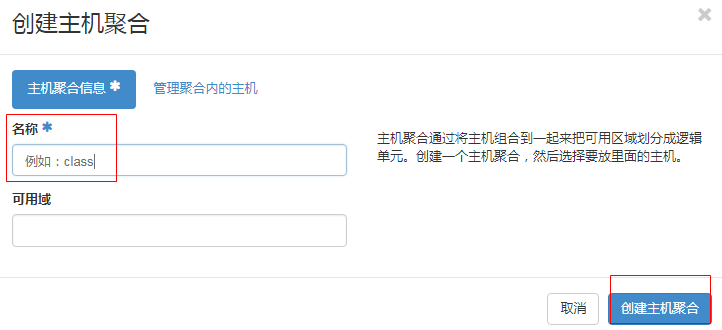 创建主机聚合
×
主机聚合信息 *
管理聚合内的主机
名称 *
例如：class
主机聚合通过将主机组合到一起来把可用区域划分成逻辑
单元。创建一个主机聚合，然后选择要放里面的主机。
可用域
取消
创建主机聚合